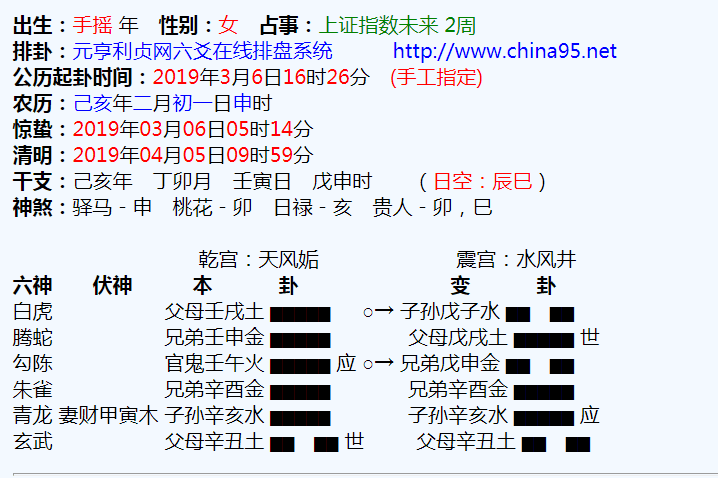 出生：手摇 年 性别：女 占事：上证指数未来 2周
排卦：元亨利贞网六爻在线排盘系统 http://www.china95.net
公历起卦时间：2019年3月6日16时26分 (手工指定)
农历：己亥年二月初一日申时
惊蛰：2019年03月06日05时14分
清明：2019年04月05日09时59分
干支：己亥年 丁卯月 壬寅日 戊申时 （日空：辰巳）
神煞：驿马－申 桃花－卯 日禄－亥 贵人－卯，巳
乾宫：天风姤 震宫：水风井
六神 伏神 本 卦 变 卦
白虎 父母壬戌土 ○→ 子孙戊子水
腾蛇 兄弟壬申金 父母戊戌土 世
勾陈 官鬼壬午火 应 ○→ 兄弟戊申金
朱雀 兄弟辛酉金 兄弟辛酉金
青龙 妻财甲寅木 子孙辛亥水 子孙辛亥水 应
玄武 父母辛丑土 世 父母辛丑土